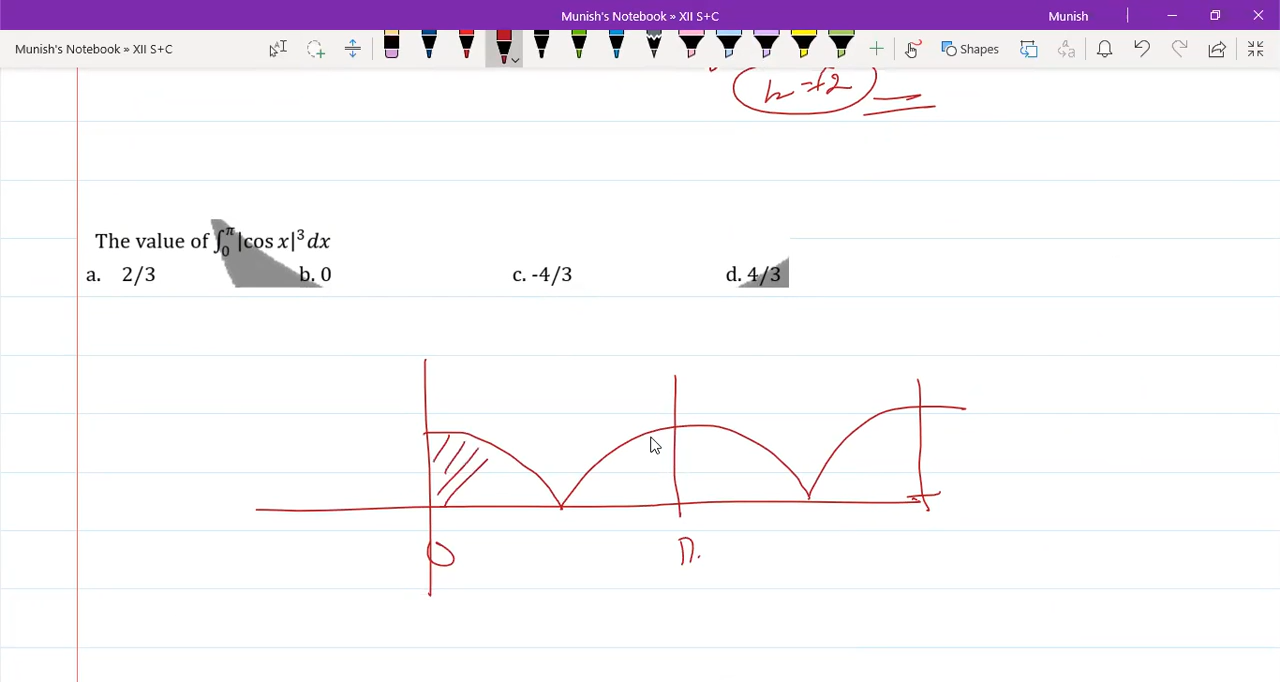 Munish's Notebook » XII S+C
Munish
Munish's Notebook » XII S+C
Shapes
The value of ∫₀^π |cos x|³ dx
a. 2/3 b. 0 c. -4/3 d. 4/3
0 π